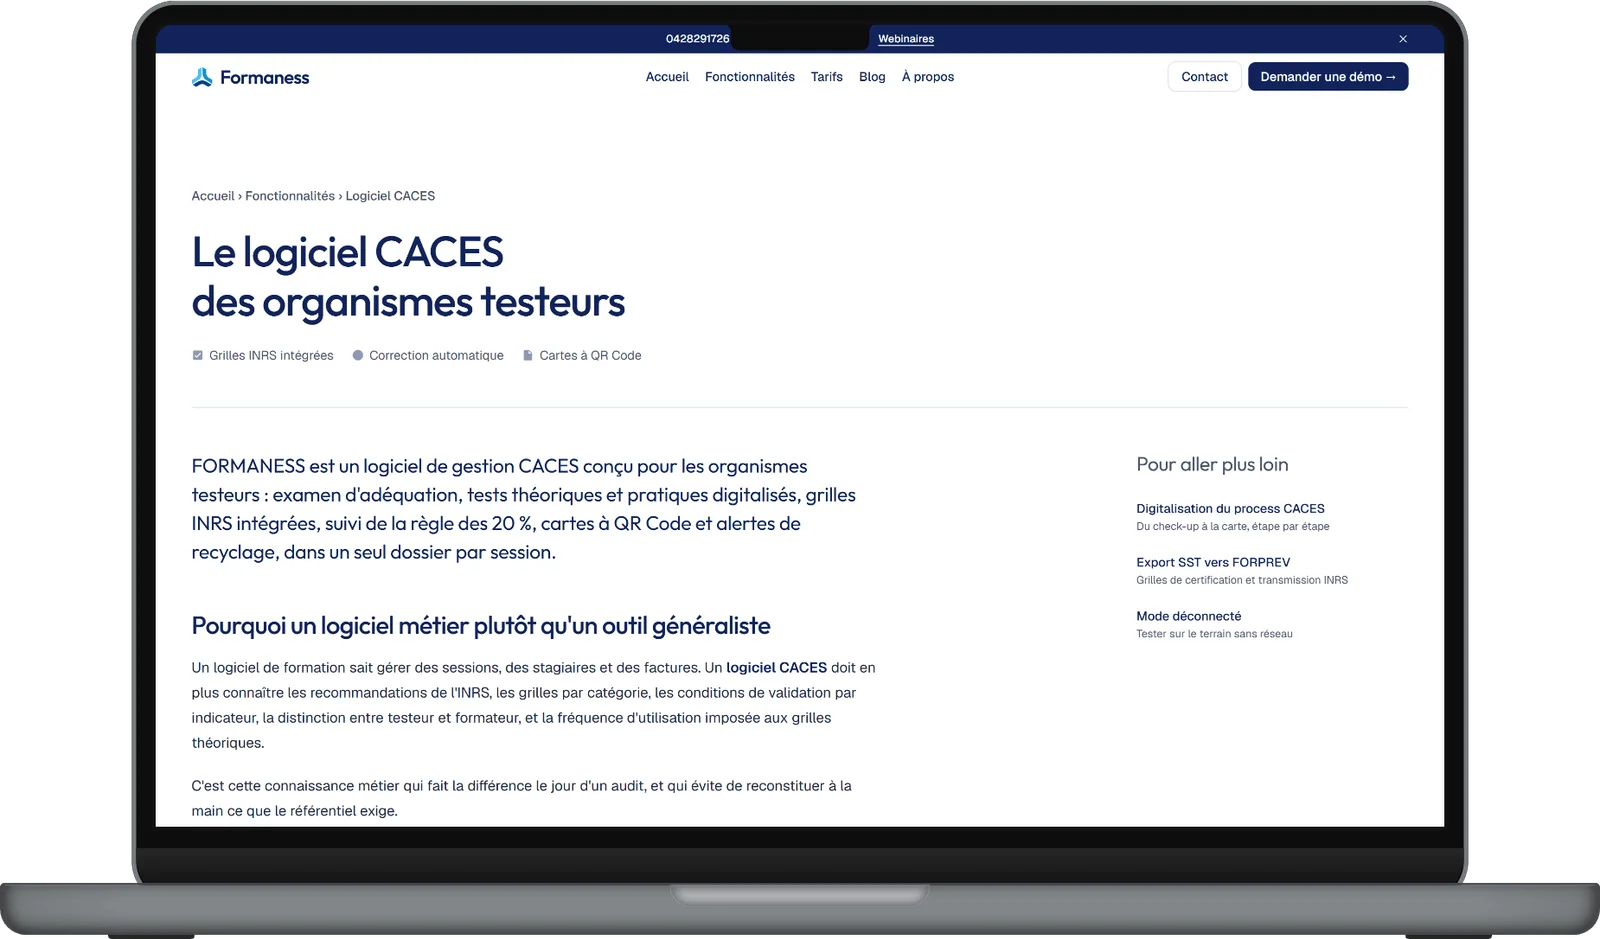 0428291726
Webinaires
Formaness
Accueil Fonctionnalités Tarifs Blog À propos
Contact
Demander une démo →
Accueil › Fonctionnalités › Logiciel CACES
Le logiciel CACES
des organismes testeurs
Grilles INRS intégrées Correction automatique Cartes à QR Code
FORMANESS est un logiciel de gestion CACES conçu pour les organismes
testeurs : examen d'adéquation, tests théoriques et pratiques digitalisés, grilles
INRS intégrées, suivi de la règle des 20 %, cartes à QR Code et alertes de
recyclage, dans un seul dossier par session.
Pourquoi un logiciel métier plutôt qu'un outil généraliste
Un logiciel de formation sait gérer des sessions, des stagiaires et des factures. Un logiciel CACES doit en
plus connaître les recommandations de l'INRS, les grilles par catégorie, les conditions de validation par
indicateur, la distinction entre testeur et formateur, et la fréquence d'utilisation imposée aux grilles
théoriques.
C'est cette connaissance métier qui fait la différence le jour d'un audit, et qui évite de reconstituer à la
main ce que le référentiel exige.
Pour aller plus loin
Digitalisation du process CACES
Du check-up à la carte, étape par étape
Export SST vers FORPREV
Grilles de certification et transmission INRS
Mode déconnecté
Tester sur le terrain sans réseau